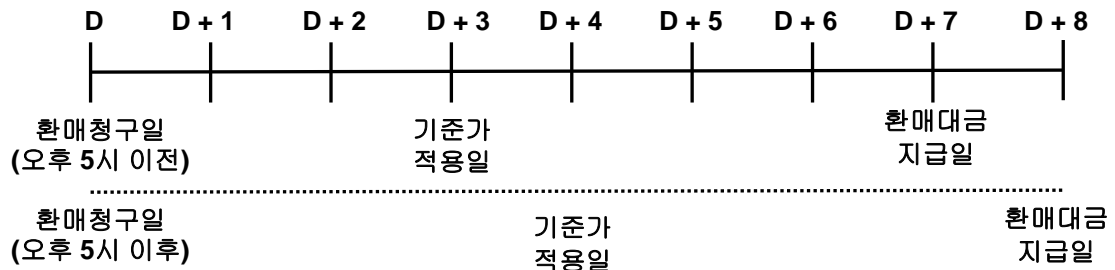 D D + 1 D + 2 D + 3 D + 4 D + 5 D + 6 D + 7 D + 8
환매청구일
(오후 5시 이전)
기준가
적용일
환매대금
지급일
환매청구일
(오후 5시 이후)
기준가
적용일
환매대금
지급일